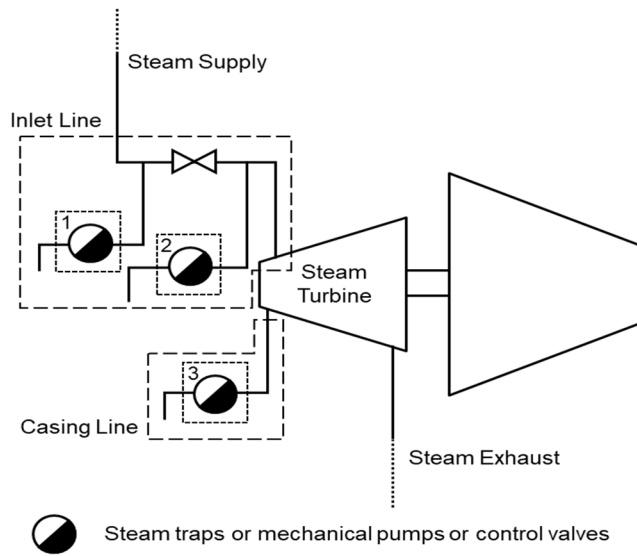 Steam Supply
Inlet Line
1
2
Steam
Turbine
3
Casing Line
Steam Exhaust
Steam traps or mechanical pumps or control valves